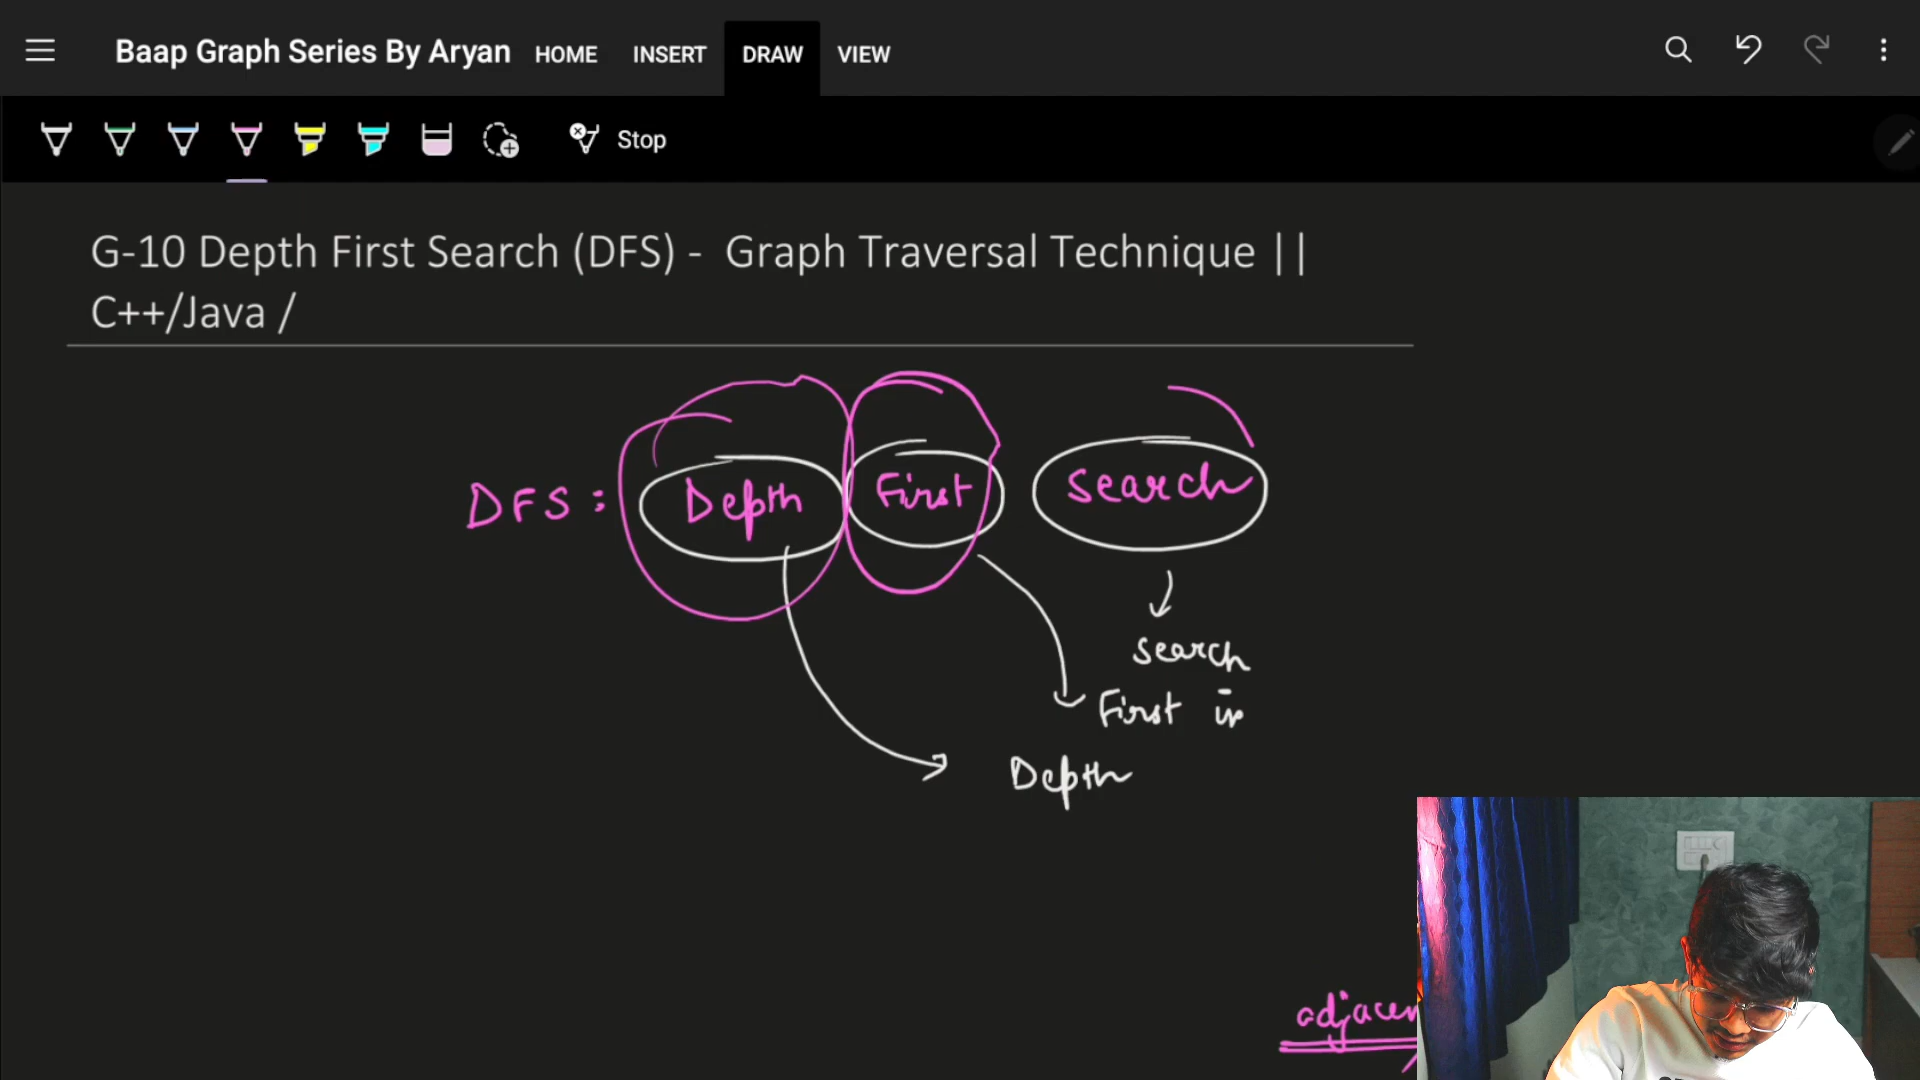 Baap Graph Series By Aryan HOME INSERT DRAW VIEW
Stop
G-10 Depth First Search (DFS) - Graph Traversal Technique ||
C++/Java /
DFS : Depth First Search
Search
First in
Depth